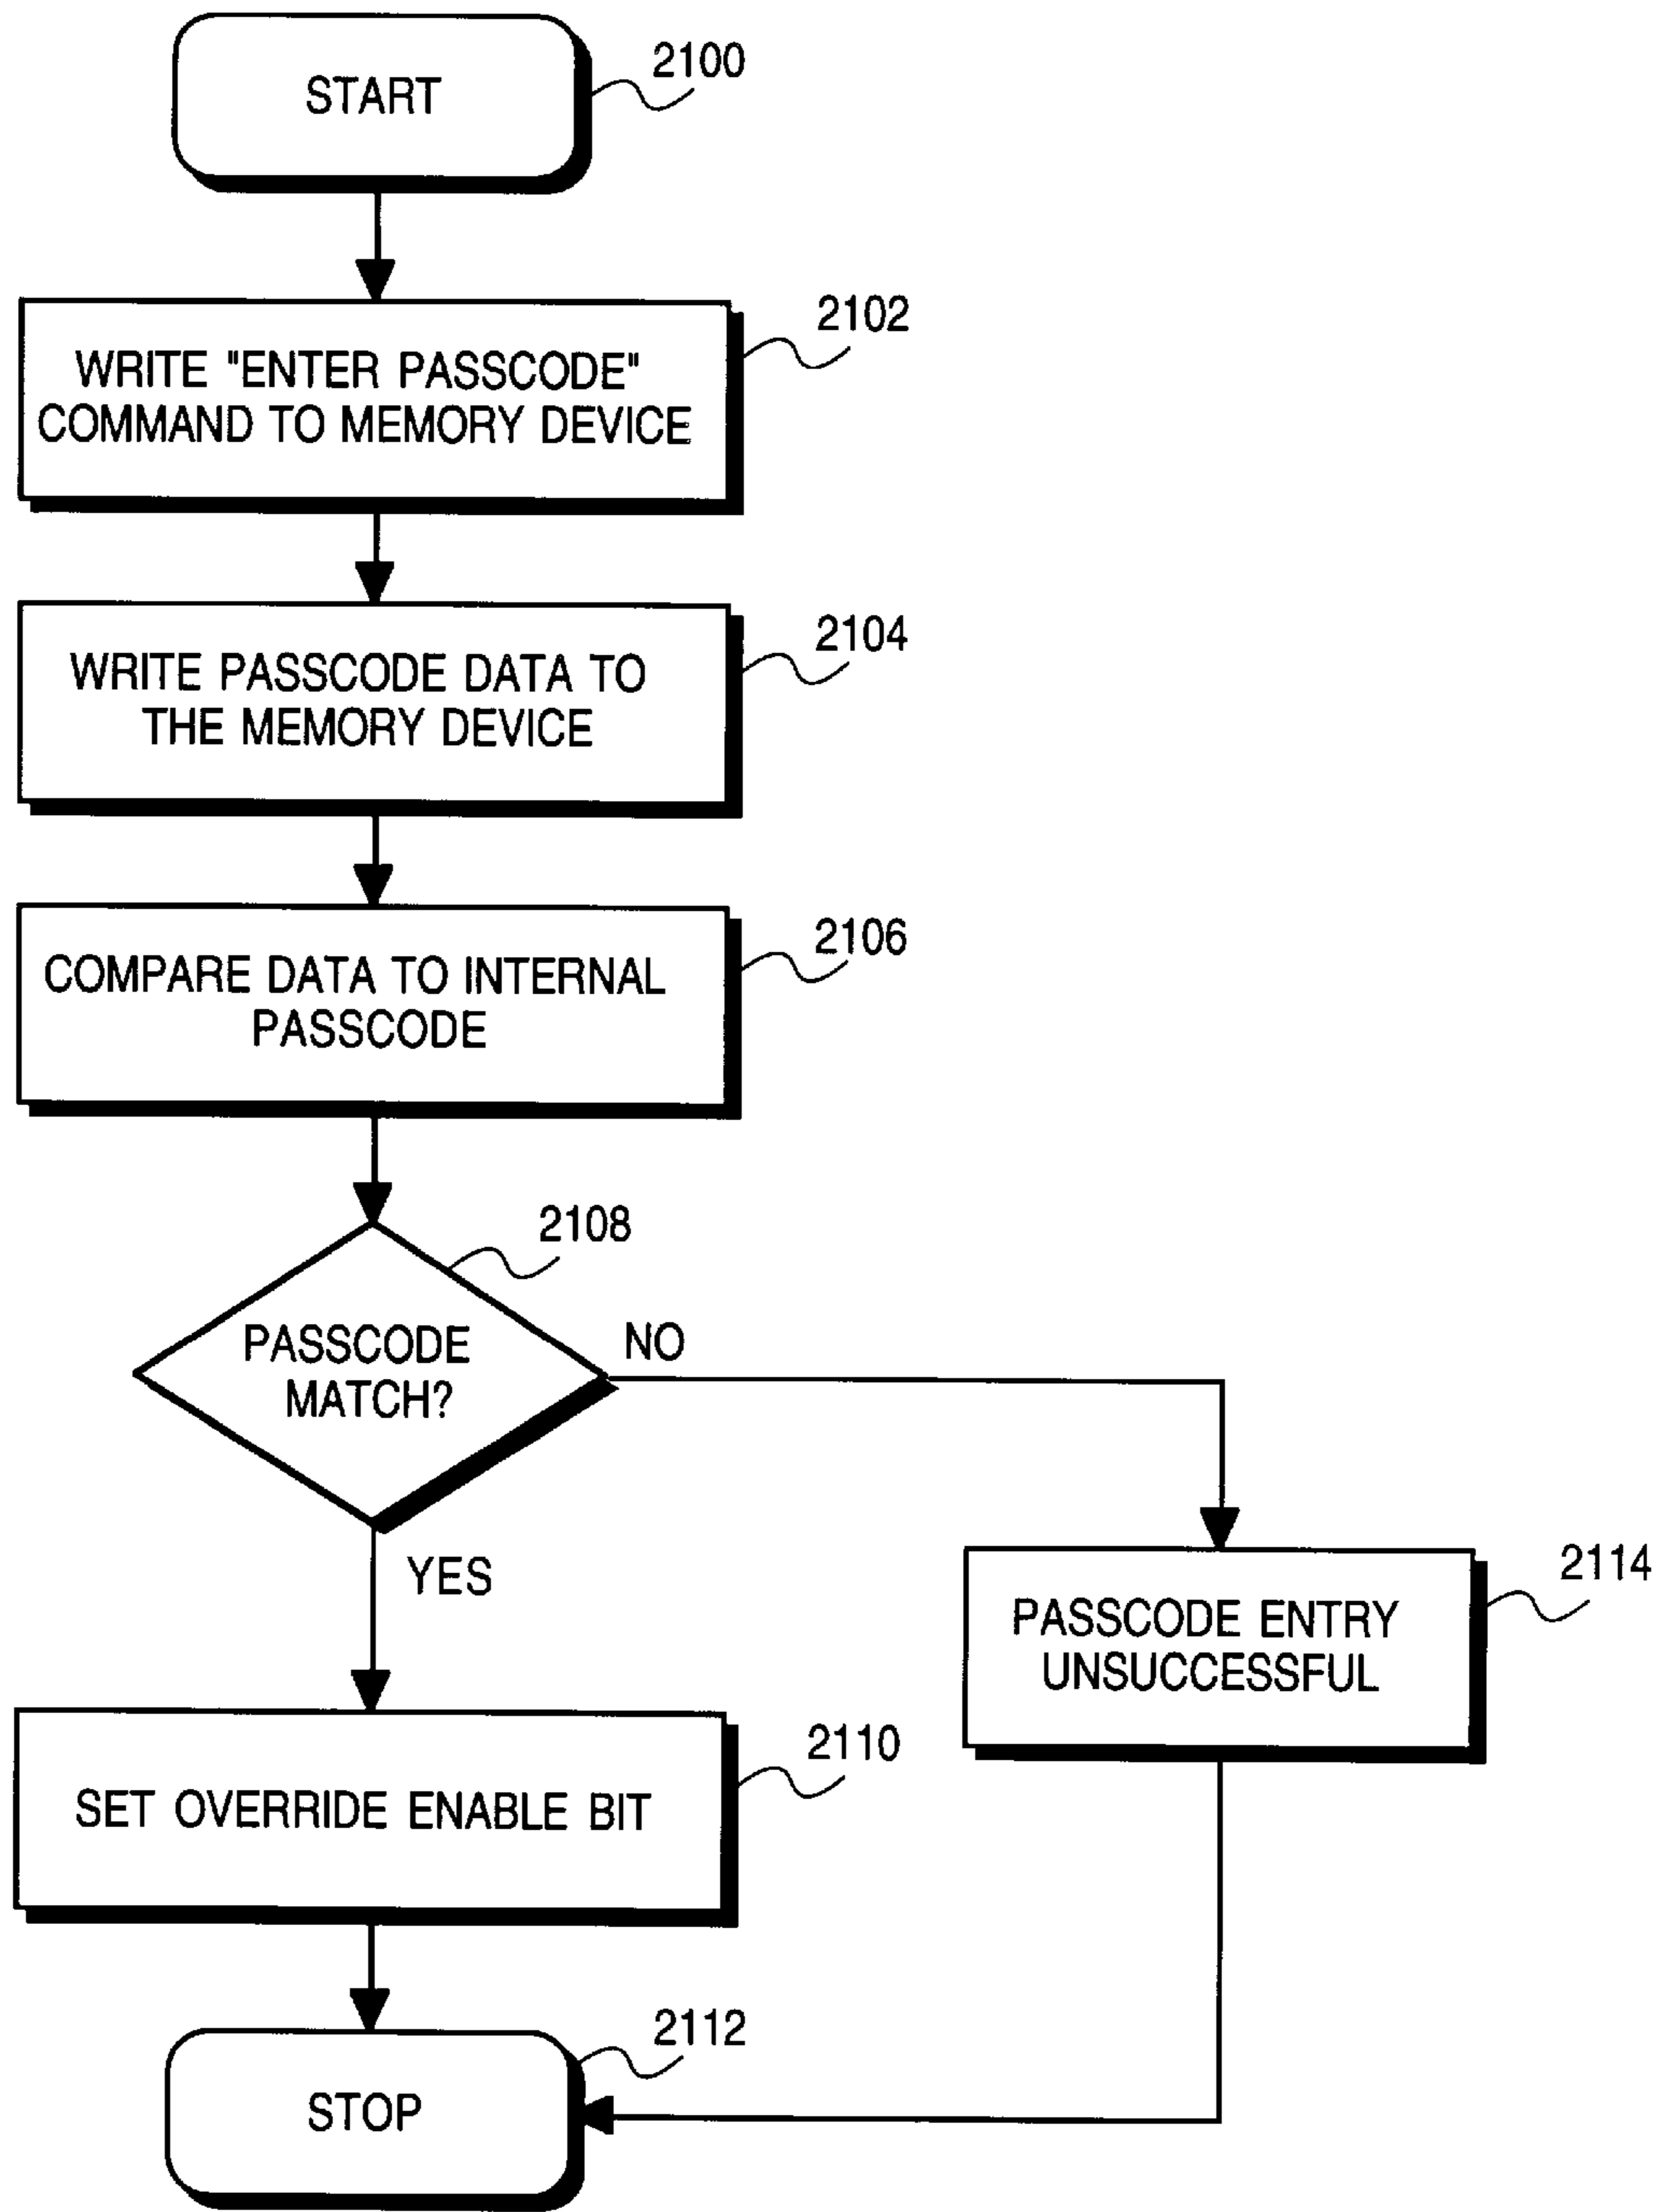 START
2100
WRITE "ENTER PASSCODE"
COMMAND TO MEMORY DEVICE
2102
WRITE PASSCODE DATA TO
THE MEMORY DEVICE
2104
COMPARE DATA TO INTERNAL
PASSCODE
2106
PASSCODE
MATCH?
2108
NO
YES
PASSCODE ENTRY
UNSUCCESSFUL
2114
SET OVERRIDE ENABLE BIT
2110
STOP
2112